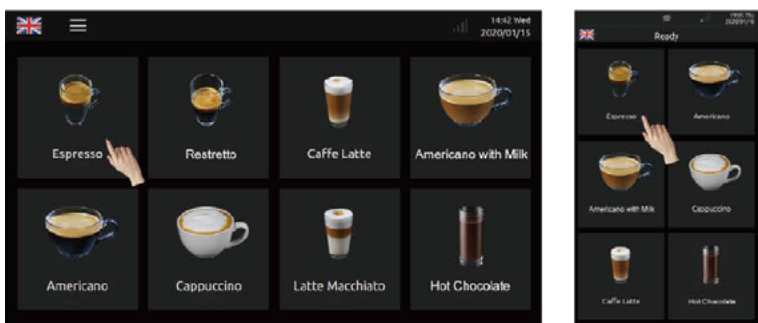 14:42 Wed
2020/01/15
Espresso
Reatretto
Caffe Latte
Americano with Milk
Americano
Cappuccino
Latte Macchiato
Hot Chocolate
Ready
Espresso
Americano
Americano with Milk
Cappuccino
Caffe Latte
Hot Chocolate